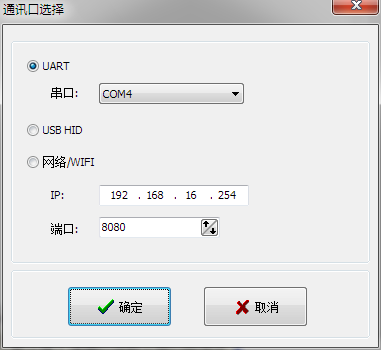 通讯口选择
UART
串口: COM4
USB HID
网络/WIFI
IP: 192 . 168 . 16 . 254
端口: 8080
确定 取消